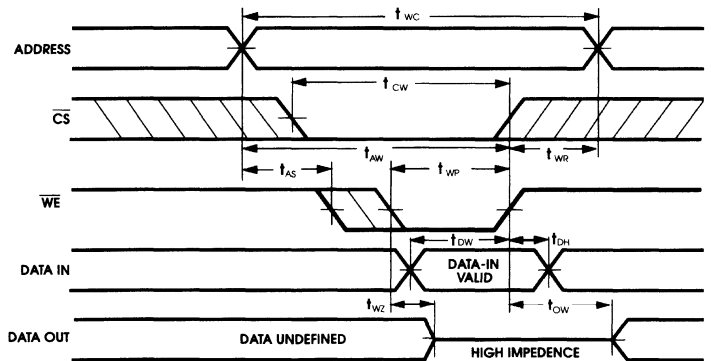 t WC
ADDRESS
t CW
CS
t AW
t WR
t AS
t WP
WE
t DW
t DH
DATA IN
DATA-IN
VALID
t WZ
t OW
DATA OUT
DATA UNDEFINED
HIGH IMPEDENCE